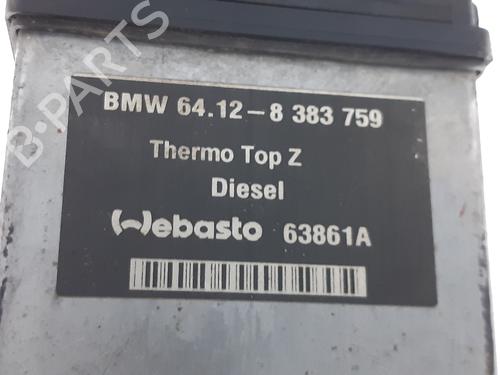 B-PARTS
BMW 64.12-8 383 759
Thermo Top Z
Diesel
Webasto 63861A